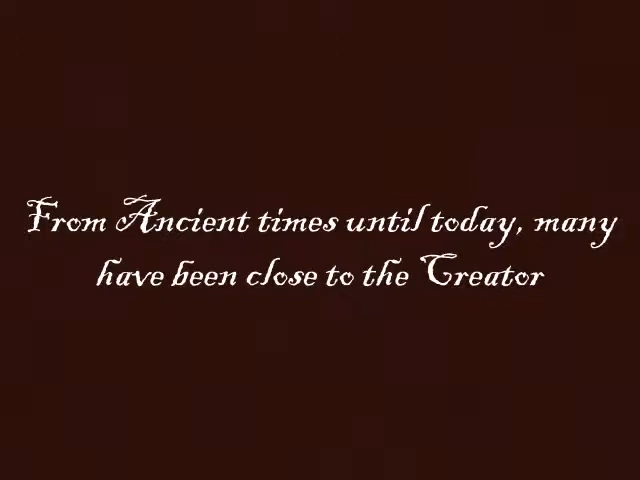 From Ancient times until today, many
have been close to the Creator